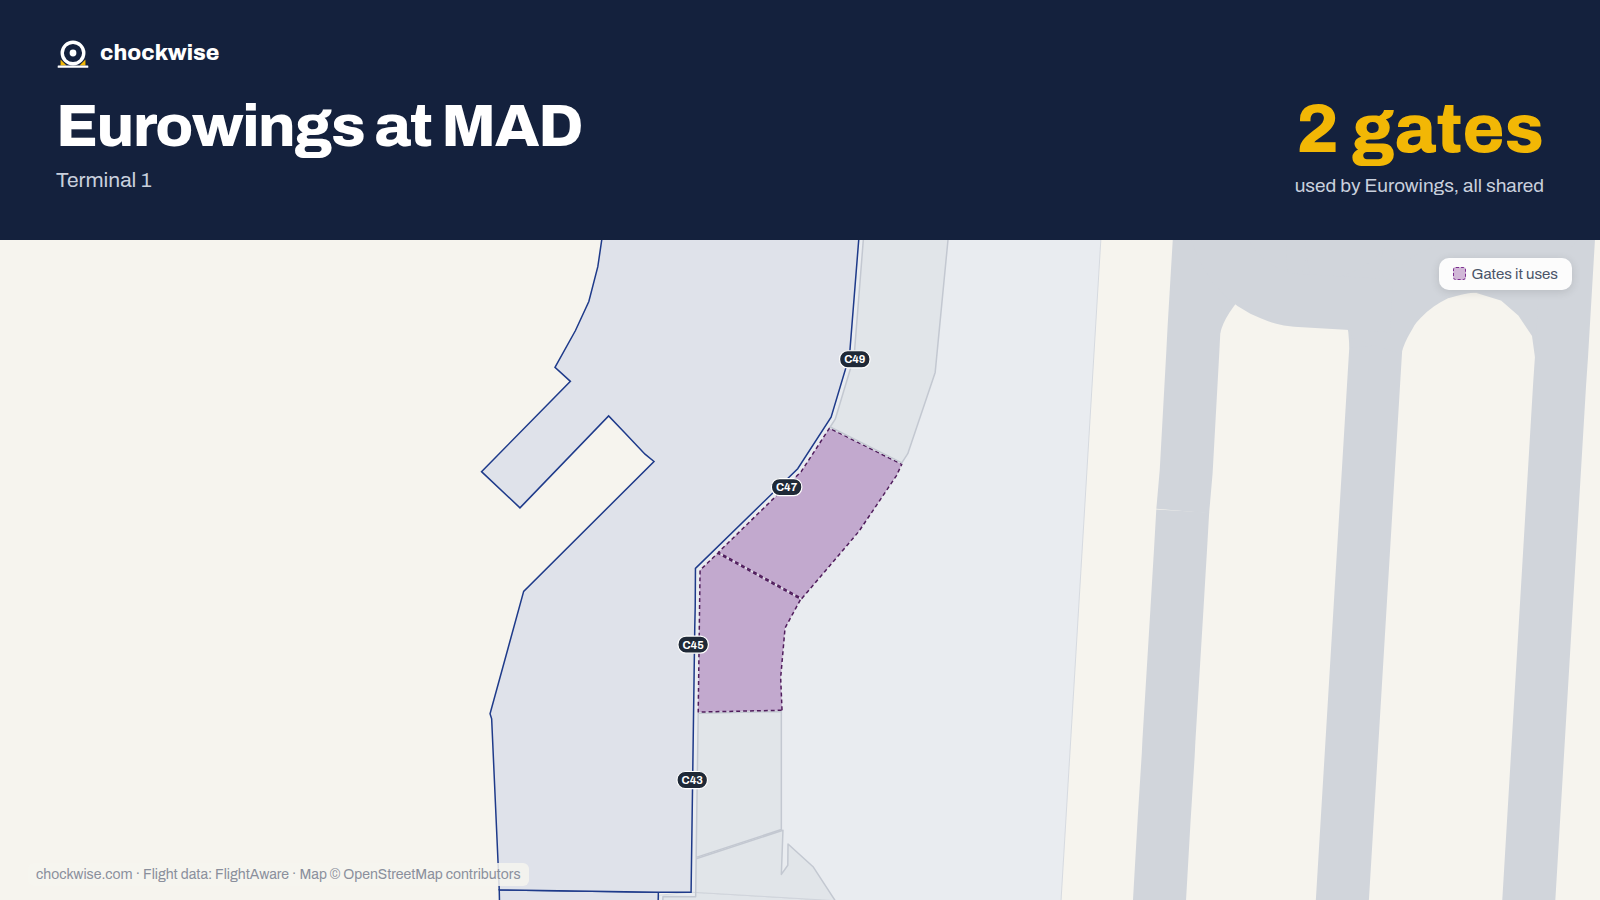 chockwise
Eurowings at MAD
Terminal 1
2 gates
used by Eurowings, all shared
Gates it uses
C49
C47
C45
C43
chockwise.com · Flight data: FlightAware · Map © OpenStreetMap contributors